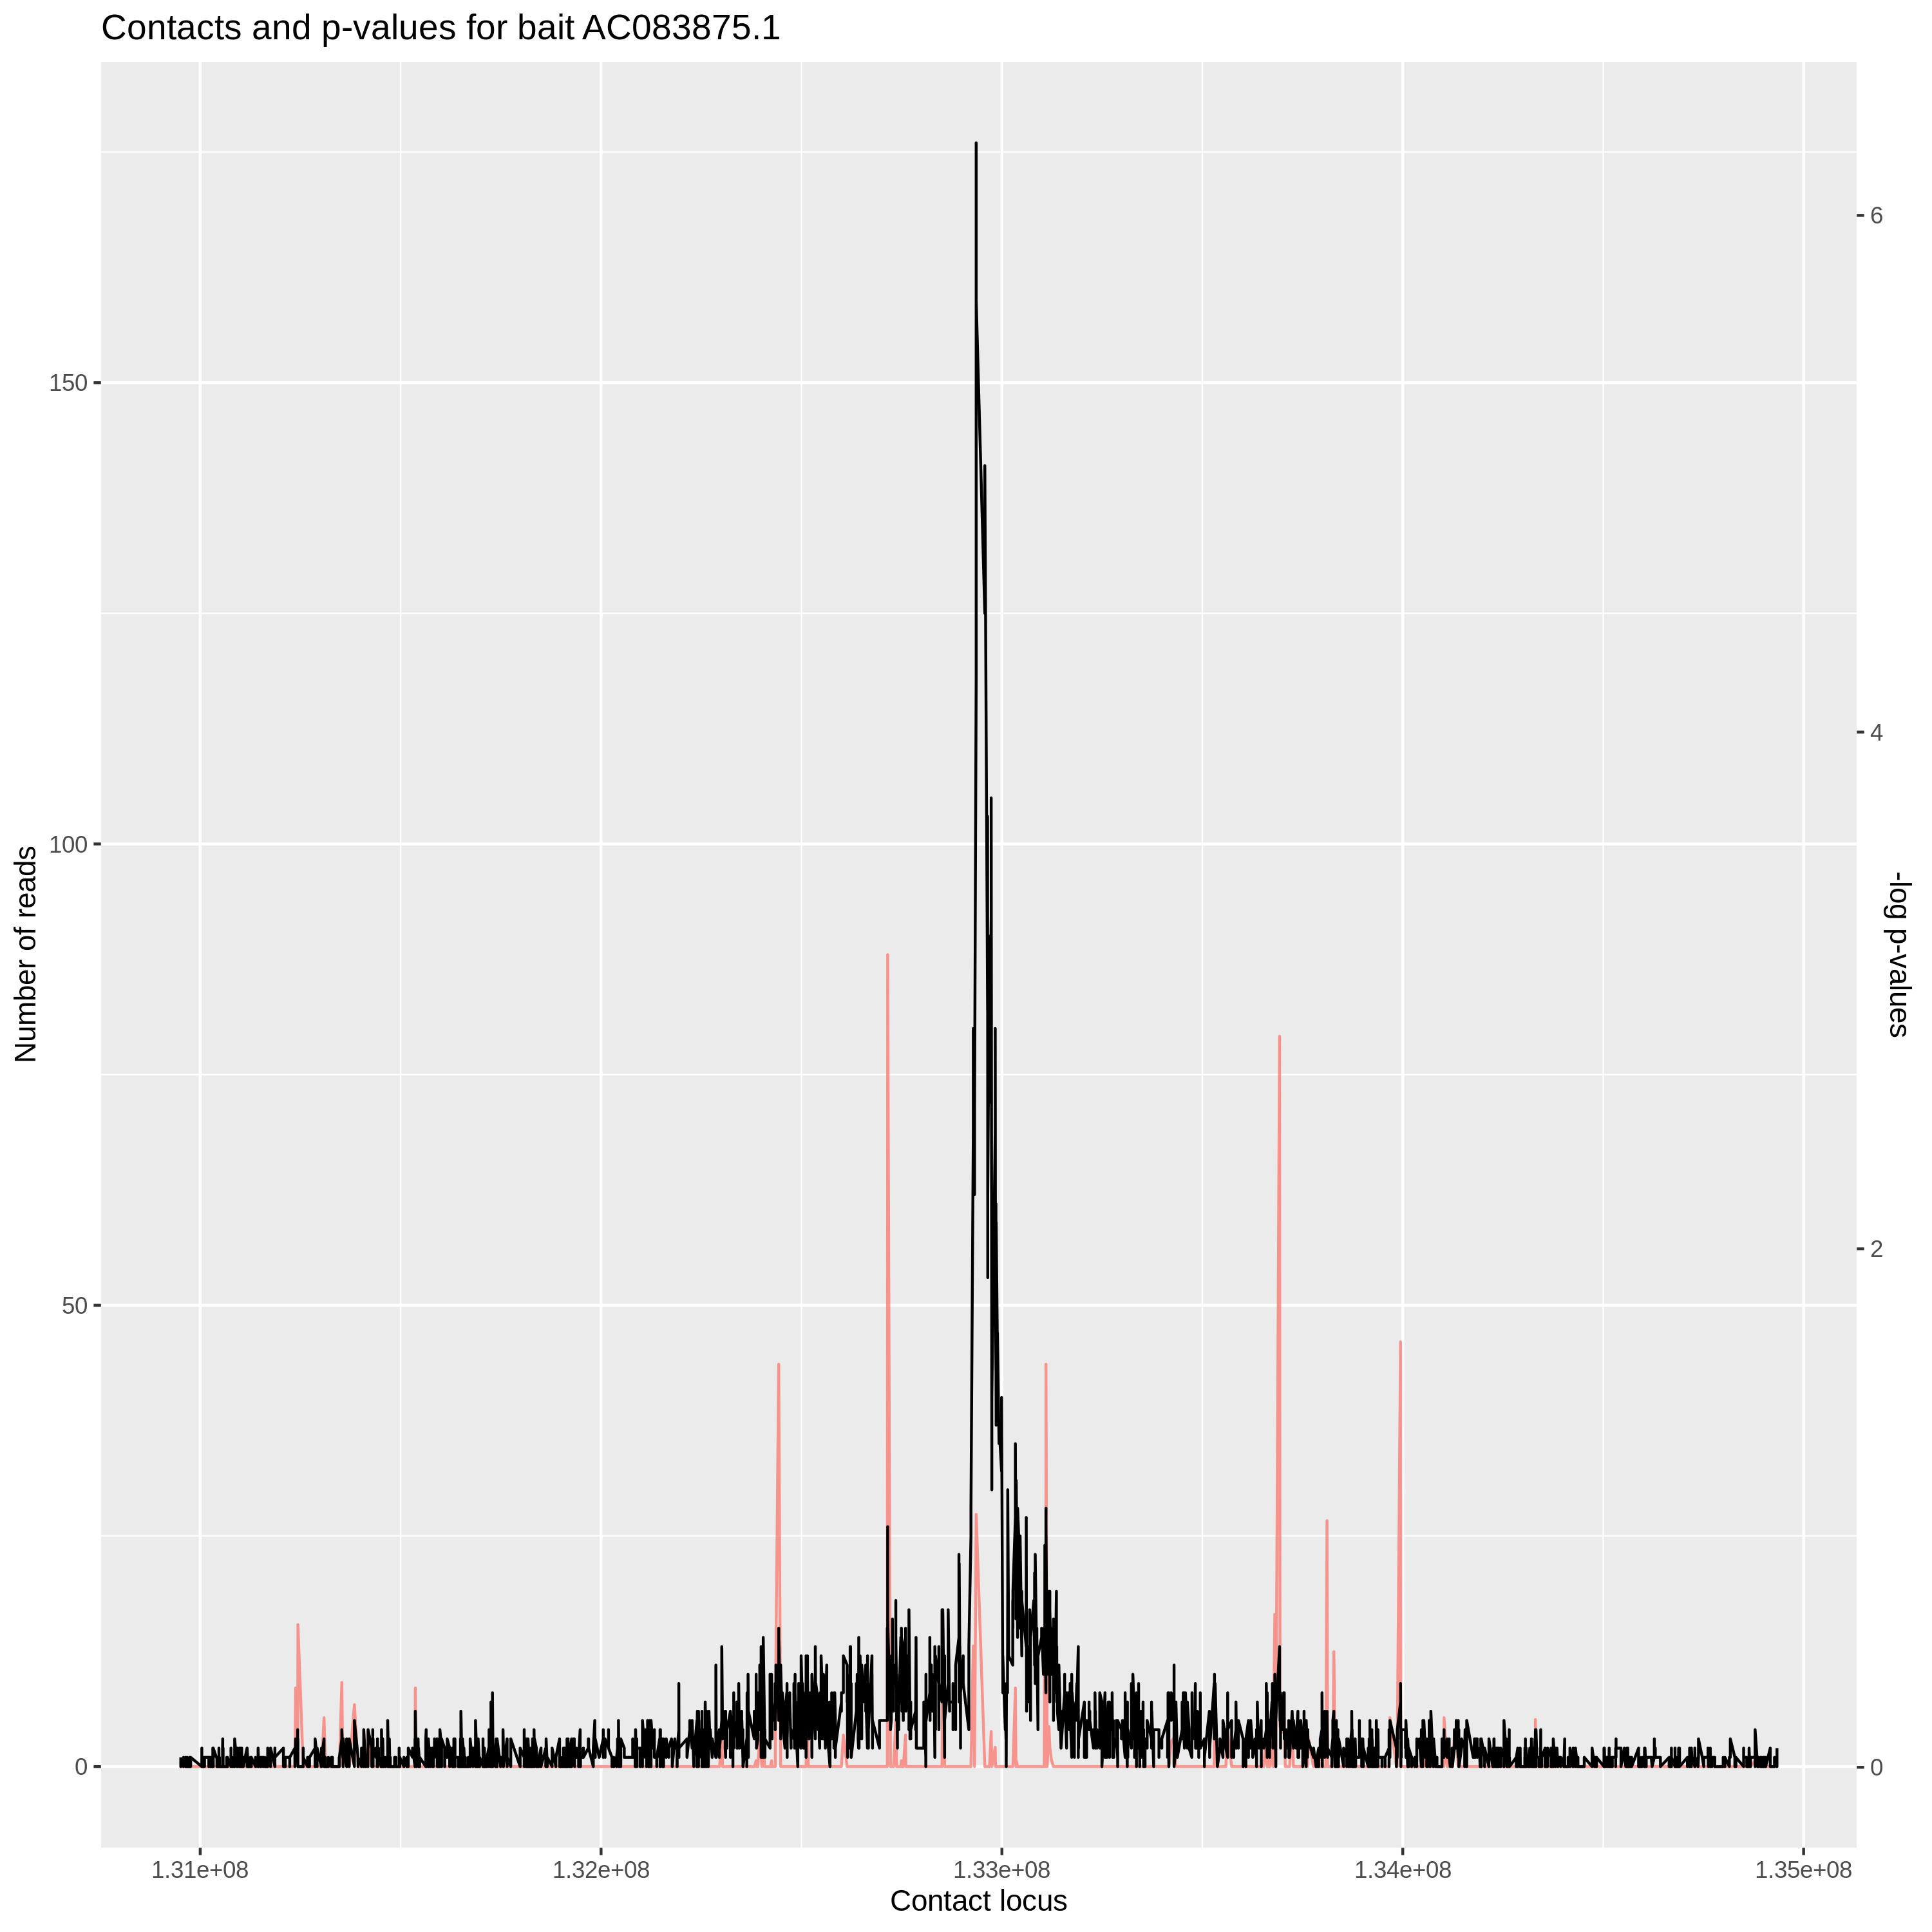 Contacts and p-values for bait AC083875.1
Number of reads
150
100
50
0
6
4
2
0
-log p-values
1.31e+08
1.32e+08
1.33e+08
1.34e+08
1.35e+08
Contact locus